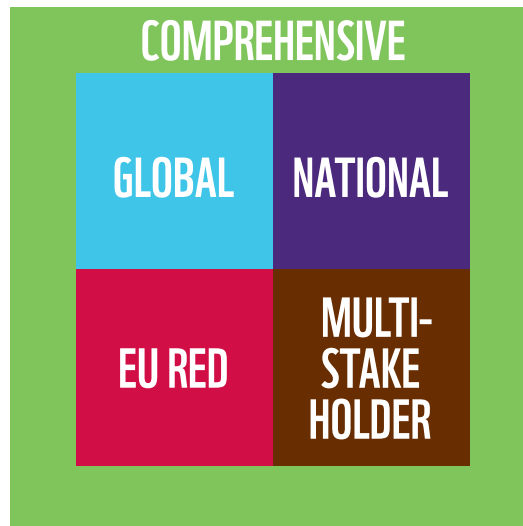 COMPREHENSIVE
GLOBAL
NATIONAL
EU RED
MULTI-
STAKE
HOLDER